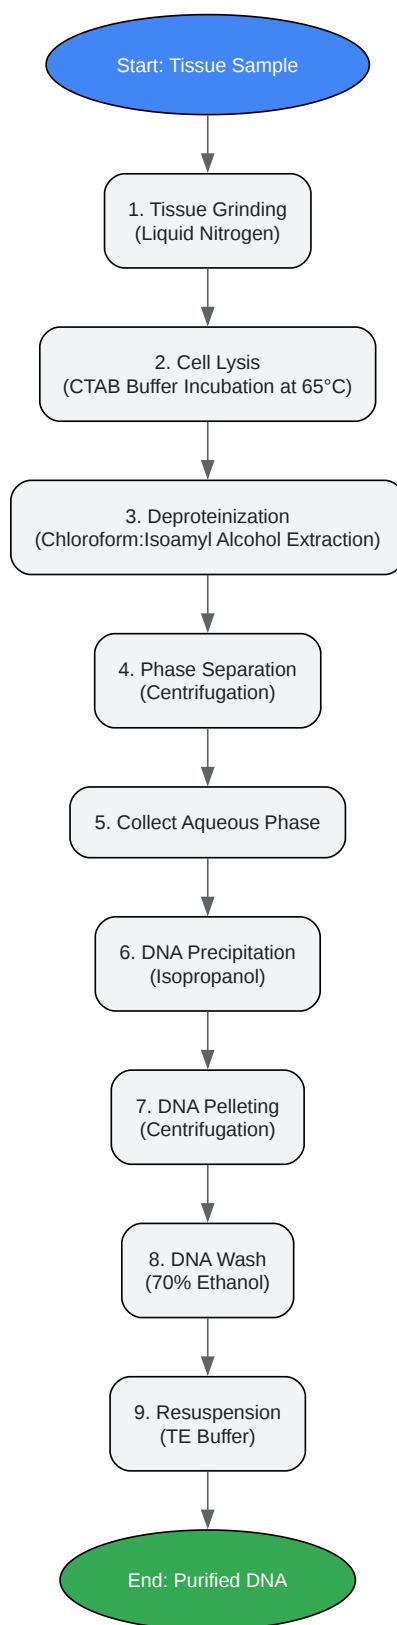 Start: Tissue Sample
1. Tissue Grinding
(Liquid Nitrogen)
2. Cell Lysis
(CTAB Buffer Incubation at 65°C)
3. Deproteinization
(Chloroform:Isoamyl Alcohol Extraction)
4. Phase Separation
(Centrifugation)
5. Collect Aqueous Phase
6. DNA Precipitation
(Isopropanol)
7. DNA Pelleting
(Centrifugation)
8. DNA Wash
(70% Ethanol)
9. Resuspension
(TE Buffer)
End: Purified DNA